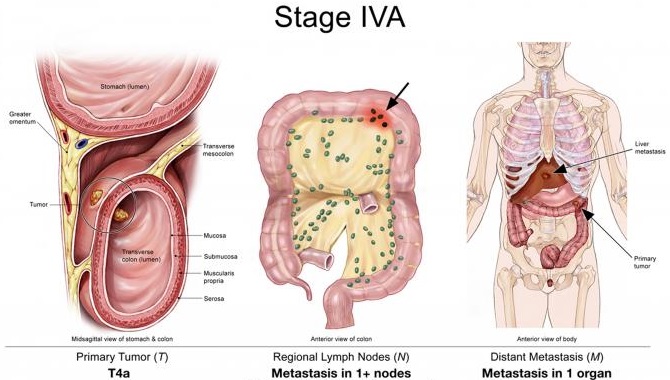 Stage IVA
Stomach (lumen)
Greater
omentum
Transverse
mesocolon
Tumor
Transverse
colon (lumen)
Mucosa
Submucosa
Muscularis
propria
Serosa
Midsagittal view of stomach & colon
Primary Tumor (T)
T4a
Anterior view of colon
Regional Lymph Nodes (N)
Metastasis in 1+ nodes
Liver
metastasis
Primary
tumor
Anterior view of body
Distant Metastasis (M)
Metastasis in 1 organ